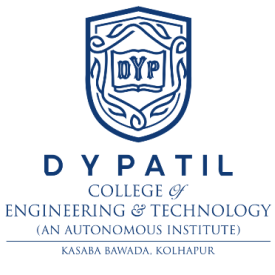 DYP
D Y PATIL
COLLEGE Of
ENGINEERING & TECHNOLOGY
(AN AUTONOMOUS INSTITUTE)
KASABA BAWADA, KOLHAPUR